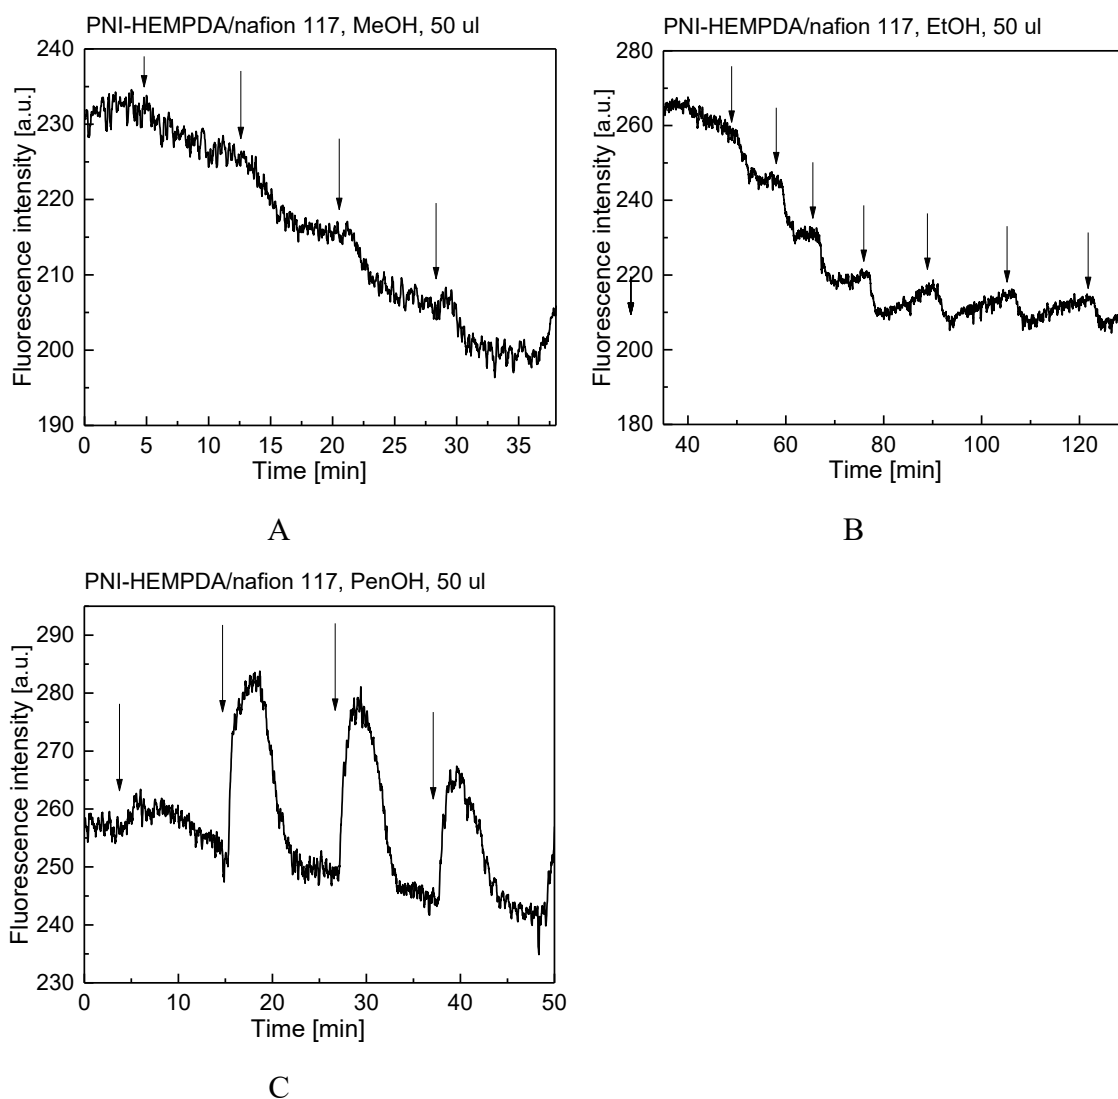 PNI-HEMPDA/nafion 117, MeOH, 50 ul
240
230
220
210
200
190
Fluorescence intensity [a.u.]
0 5 10 15 20 25 30 35
Time [min]
A
PNI-HEMPDA/nafion 117, EtOH, 50 ul
280
260
240
220
200
180
Fluorescence intensity [a.u.]
40 60 80 100 120
Time [min]
B
PNI-HEMPDA/nafion 117, PenOH, 50 ul
290
280
270
260
250
240
230
Fluorescence intensity [a.u.]
0 10 20 30 40 50
Time [min]
C